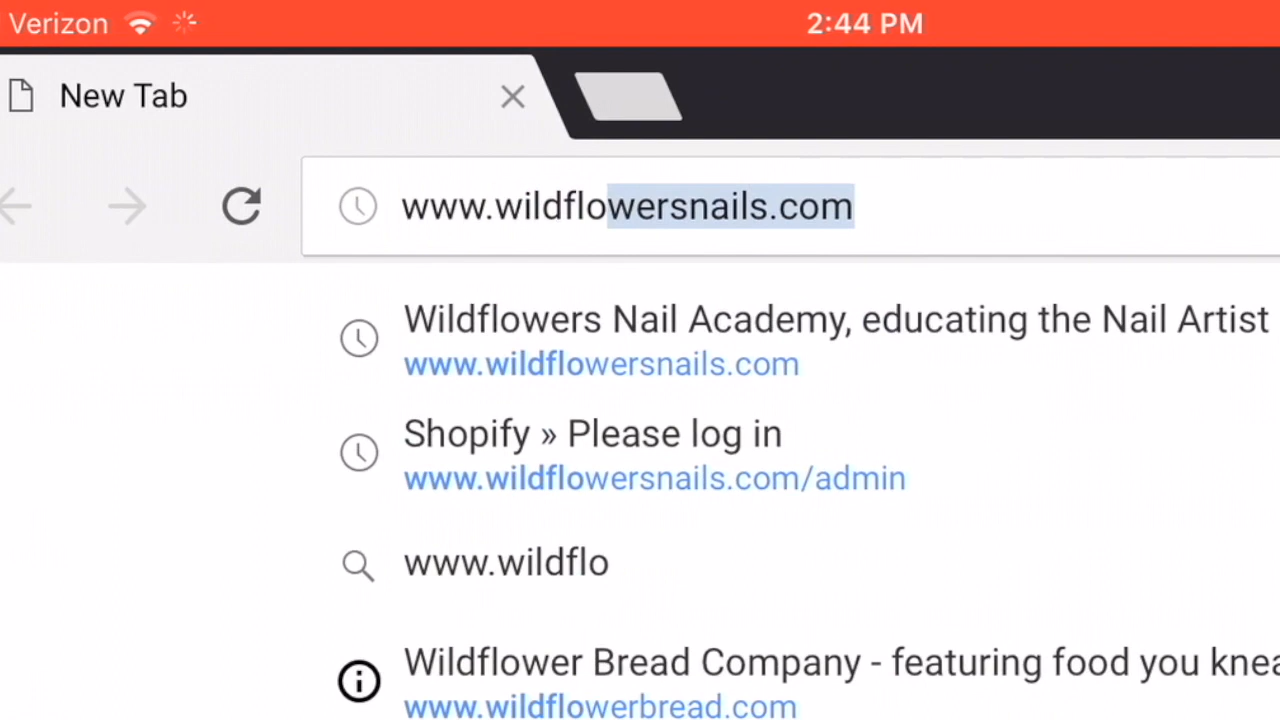 Verizon 2:44 PM
New Tab
www.wildflowersnails.com
Wildflowers Nail Academy, educating the Nail Artist
www.wildflowersnails.com
Shopify » Please log in
www.wildflowersnails.com/admin
www.wildflo
Wildflower Bread Company - featuring food you
www.wildflowerbread.com